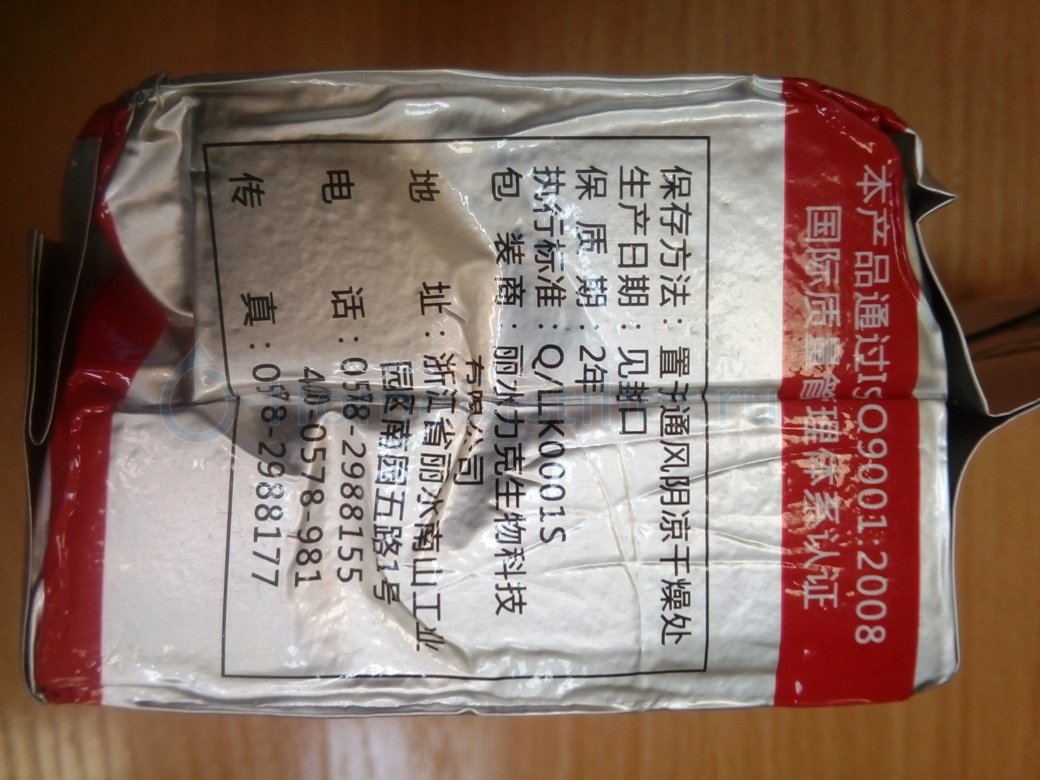 本产品通过ISO9001:2008
国际质量管理体系认证
保存方法：置于通风阴凉干燥处
生产日期：见封口
保质期：2年
执行标准：Q/LK0001S
包装商：丽水力克生物科技
有限公司
地址：浙江省丽水南山工业
园区南园五路1号
电话：0578-2988155
400-0578-981
传真：0578-2988177